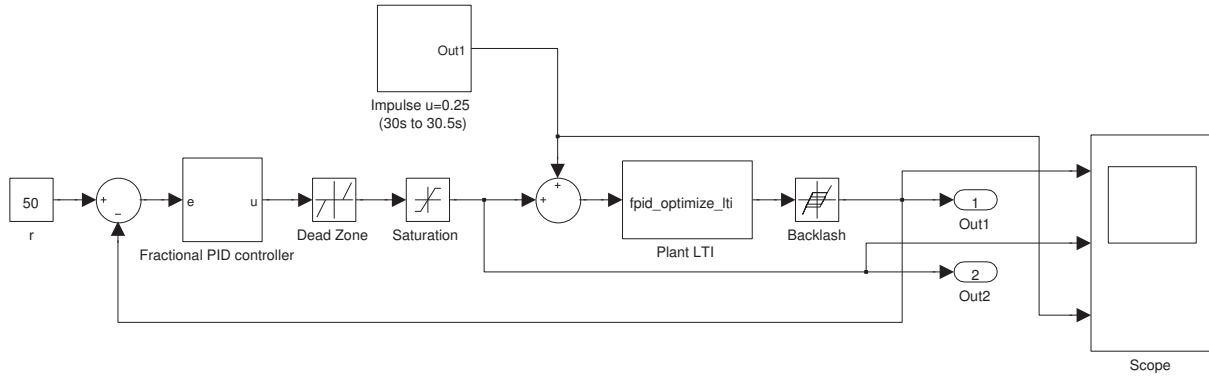 Out1
Impulse u=0.25
(30s to 30.5s)
50
r
+
−
e
u
Fractional PID controller
Dead Zone
Saturation
+
+
fpid_optimize_lti
Plant LTI
Backlash
1
Out1
2
Out2
Scope